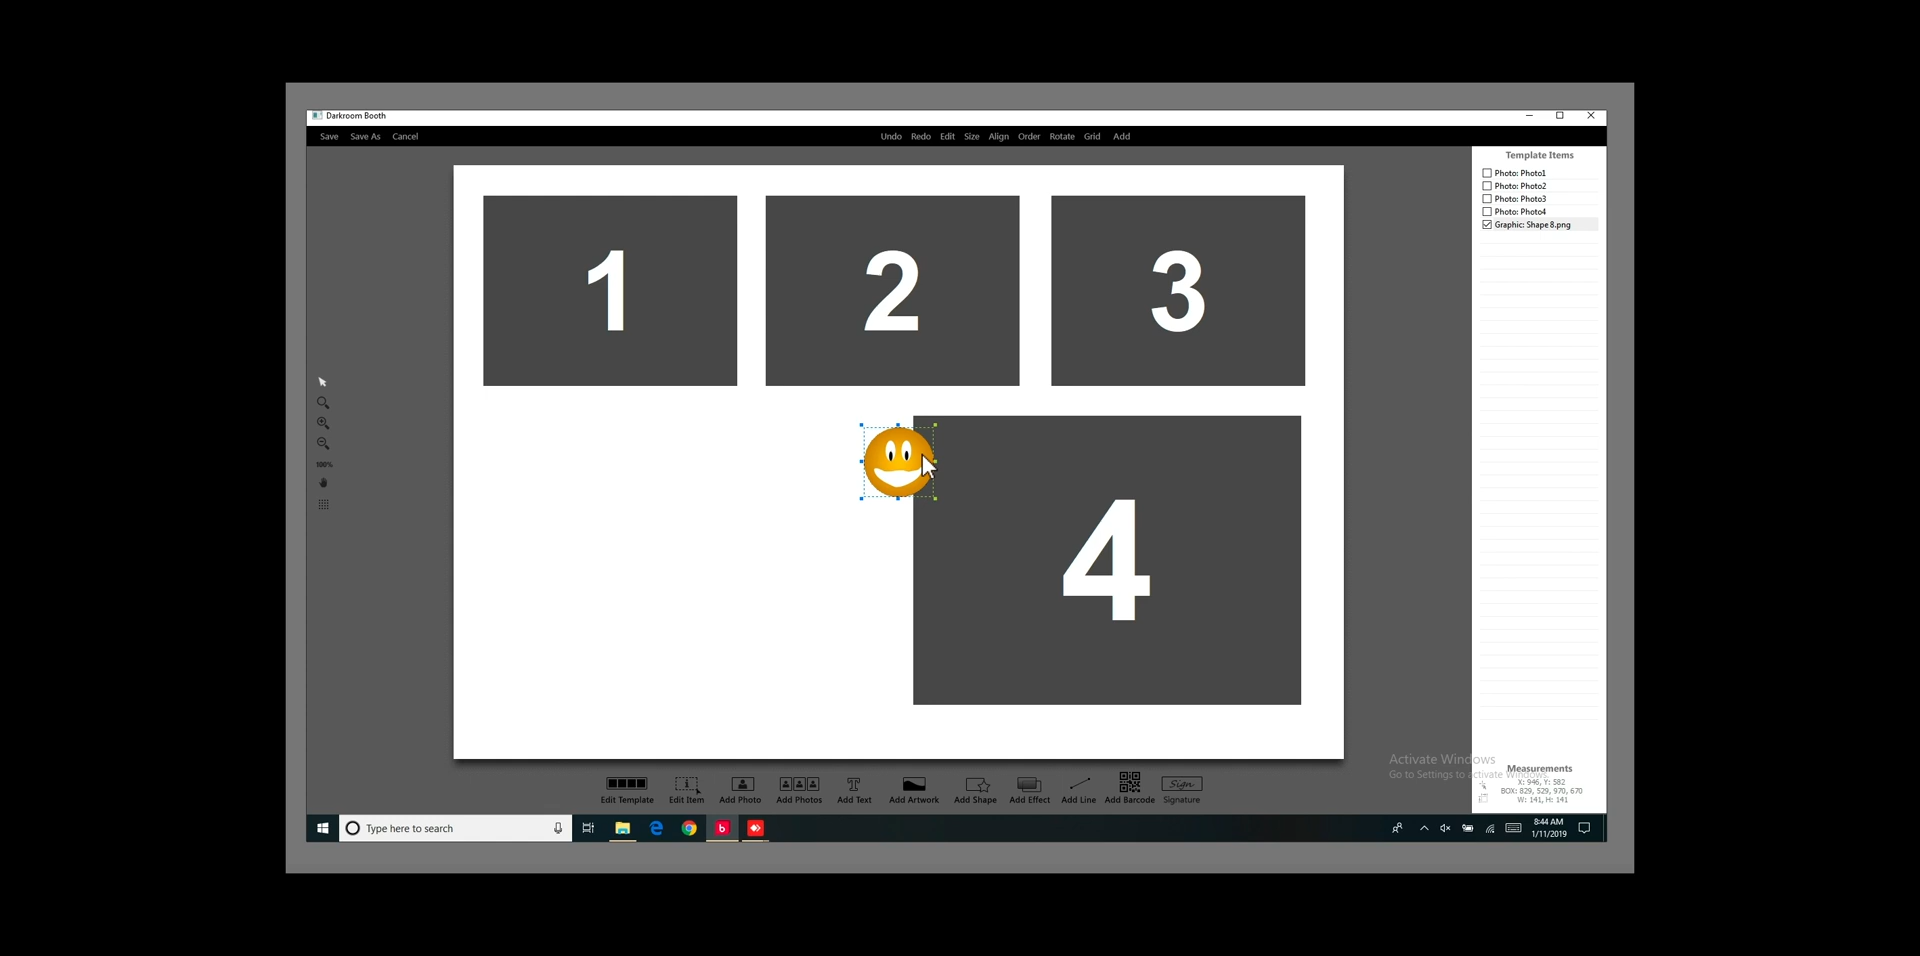 Darkroom Booth
Save Save As Cancel Undo Redo Edit Size Align Order Rotate Grid Add
Template Items
Photo: Photo1
Photo: Photo2
Photo: Photo3
Photo: Photo4
Graphic: Shape 8.png
1 2 3
4
100%
Activate Windows
Go to Settings to activate Windows.
Measurements
X: 946, Y: 582
BOX: 829, 529, 970, 670
W: 141, H: 141
Sign
Edit Template Edit Item Add Photo Add Photos Add Text Add Artwork Add Shape Add Effect Add Line Add Barcode Signature
Type here to search
b
8:44 AM
1/11/2019